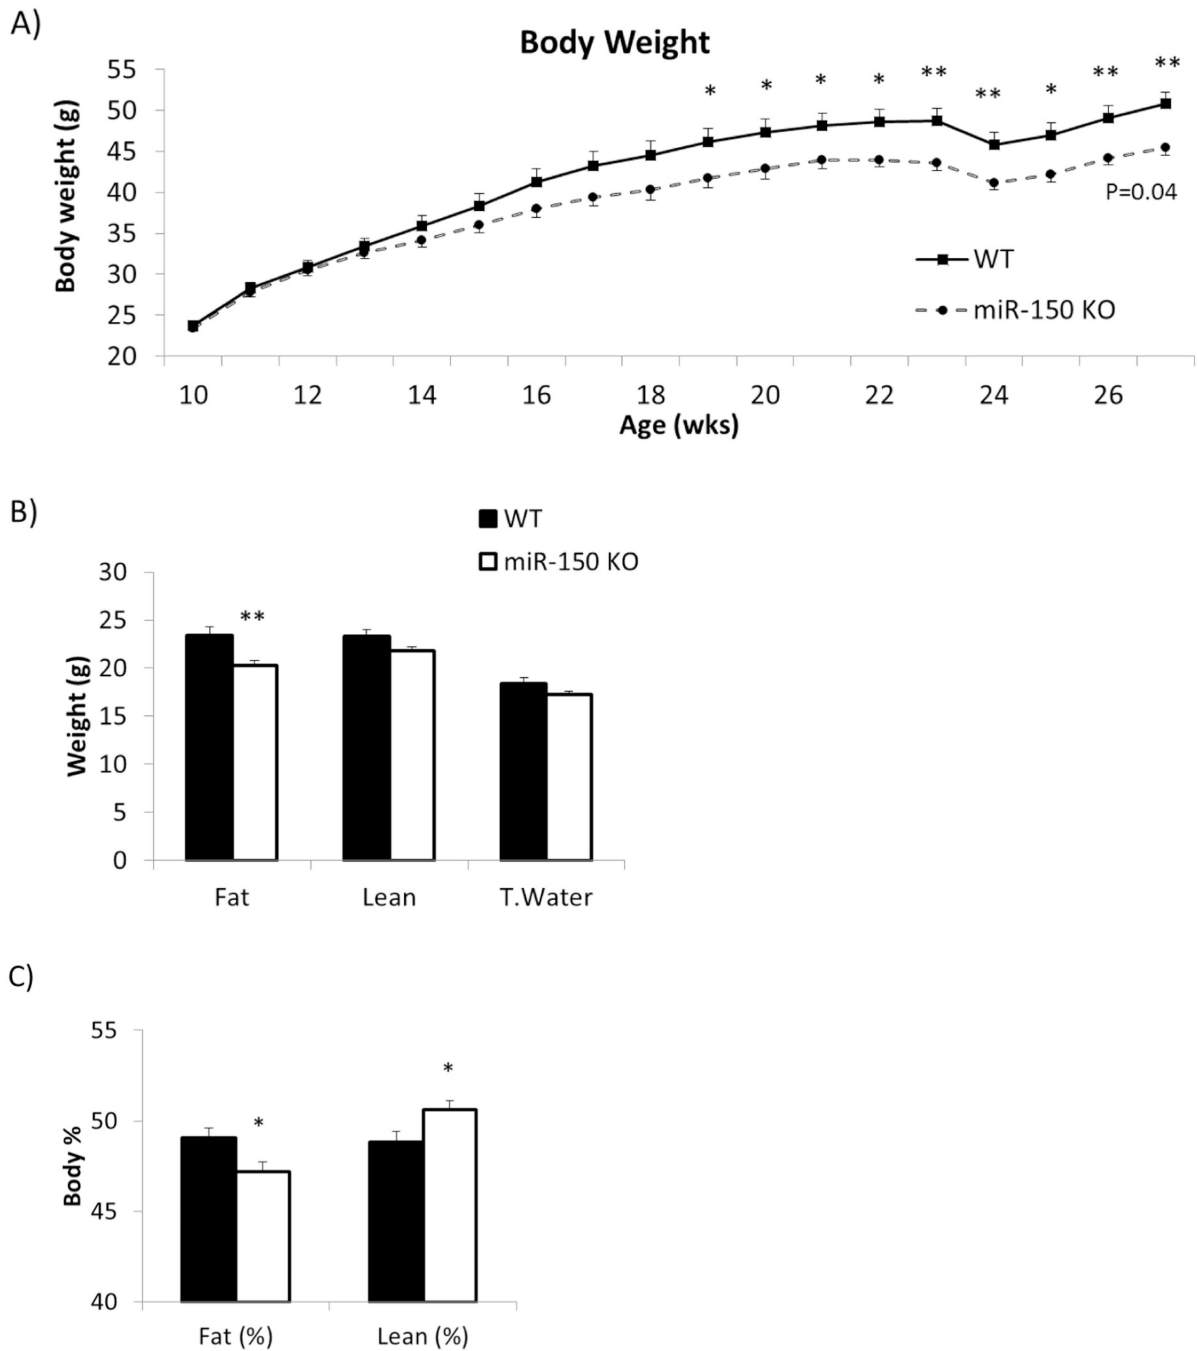 A)
Body Weight
Body weight (g)
55
50
45
40
35
30
25
20
* * * * ** ** * ** **
P=0.04
WT
miR-150 KO
10 12 14 16 18 20 22 24 26
Age (wks)
B)
WT
miR-150 KO
Weight (g)
30
25
20
15
10
5
0
**
Fat Lean T.Water
C)
Body %
55
50
45
40
*
*
Fat (%) Lean (%)